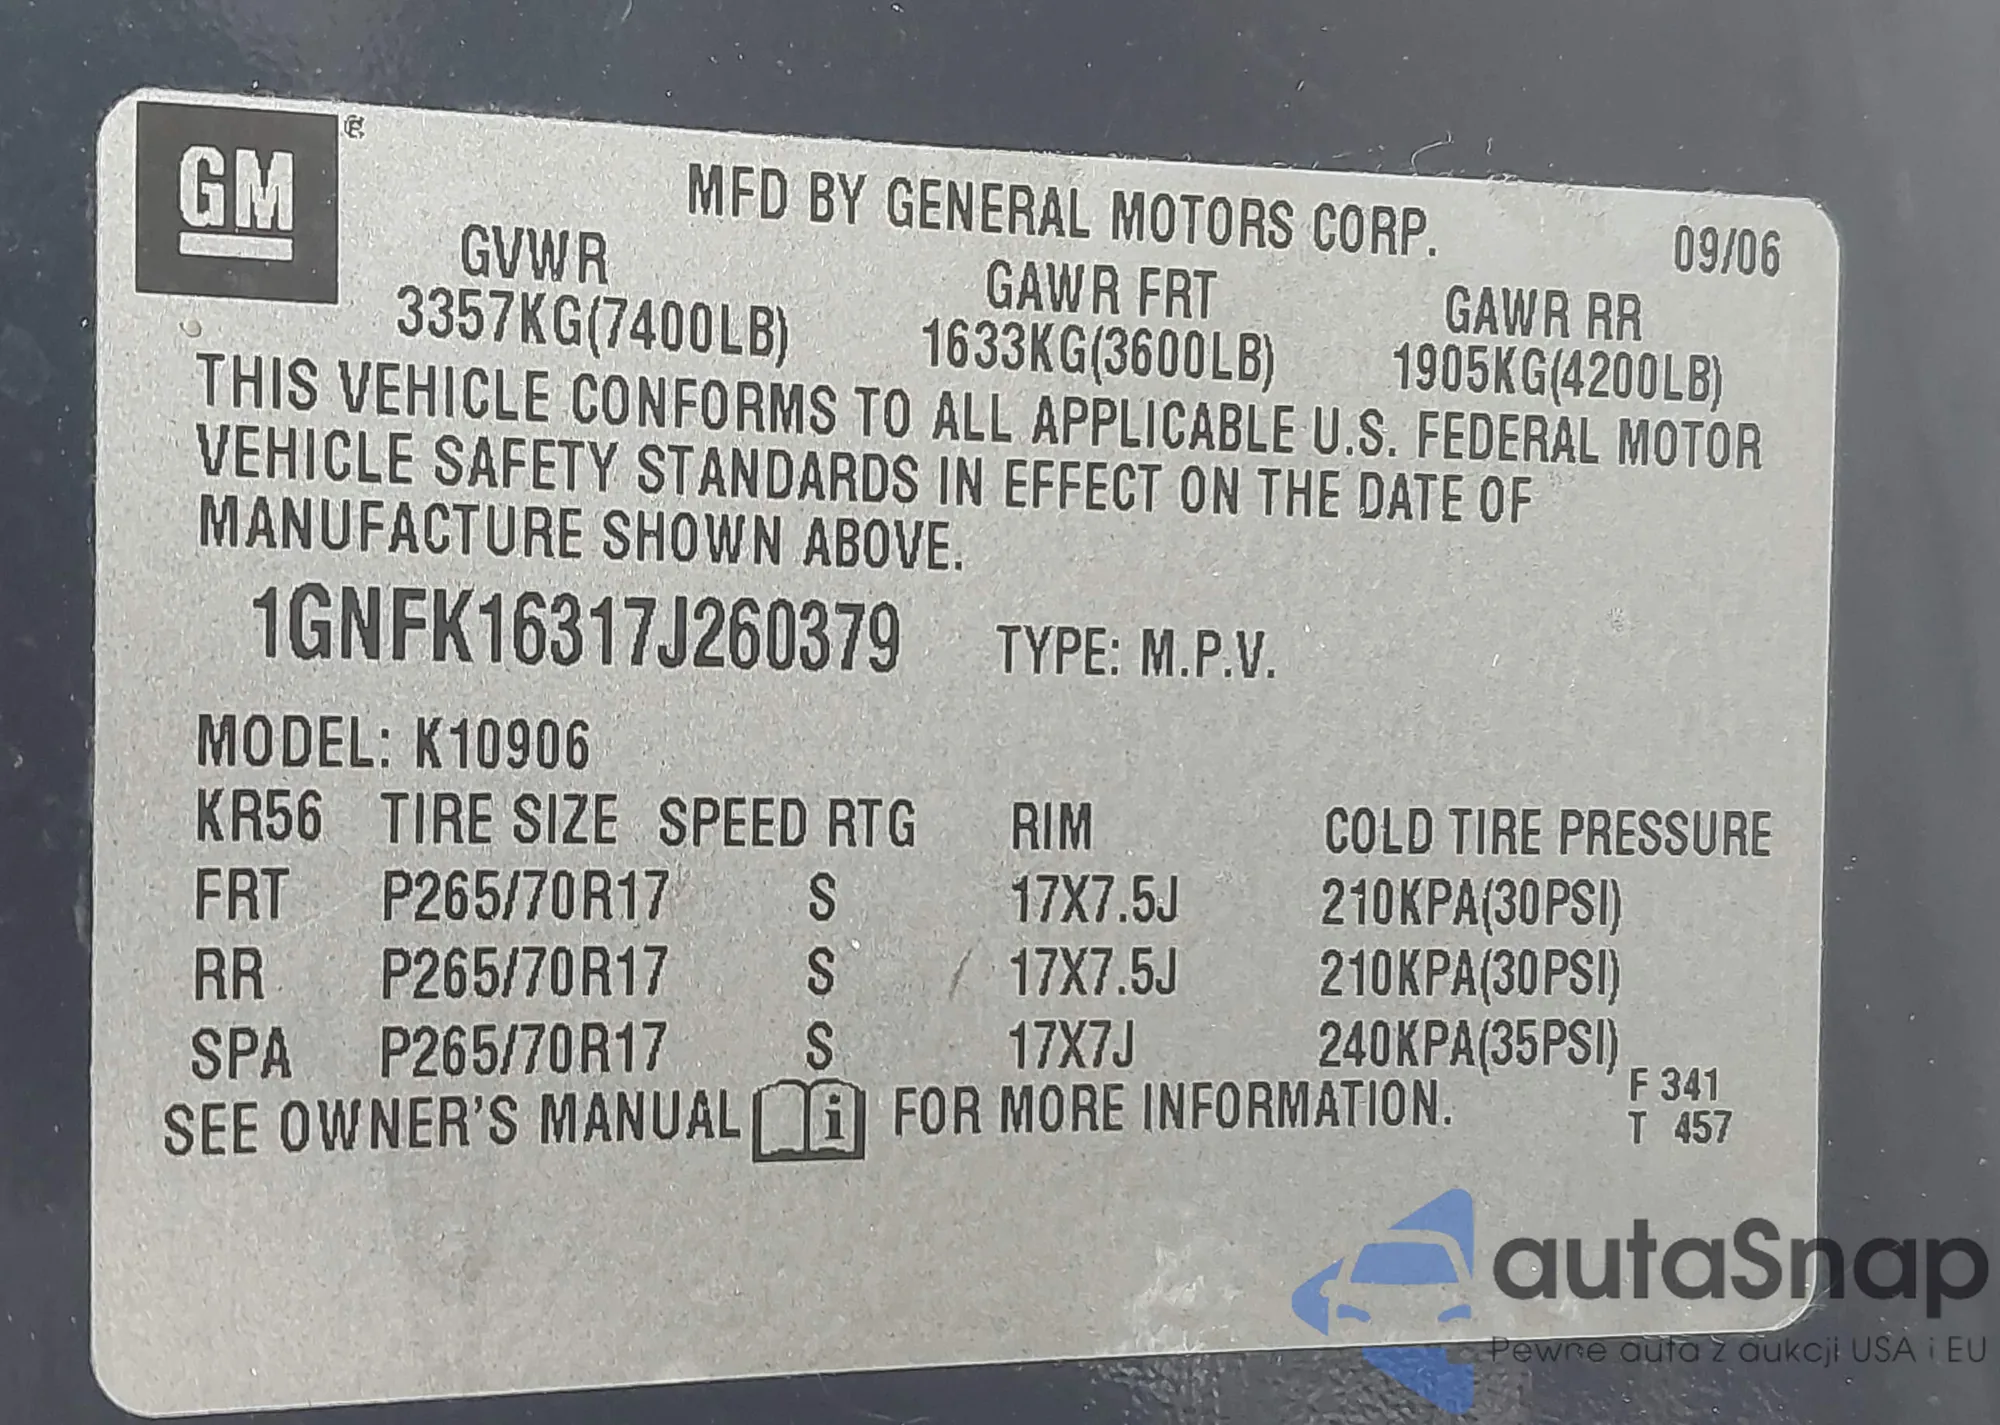 GM
MFD BY GENERAL MOTORS CORP. 09/06
GVWR GAWR FRT GAWR RR
3357KG(7400LB) 1633KG(3600LB) 1905KG(4200LB)
THIS VEHICLE CONFORMS TO ALL APPLICABLE U.S. FEDERAL MOTOR
VEHICLE SAFETY STANDARDS IN EFFECT ON THE DATE OF
MANUFACTURE SHOWN ABOVE.
1GNFK16317J260379 TYPE: M.P.V.
MODEL: K10906
KR56 TIRE SIZE SPEED RTG RIM COLD TIRE PRESSURE
FRT P265/70R17 S 17X7.5J 210KPA(30PSI)
RR P265/70R17 S 17X7.5J 210KPA(30PSI)
SPA P265/70R17 S 17X7J 240KPA(35PSI)
SEE OWNER'S MANUAL i FOR MORE INFORMATION.
F 341
T 457
autaSnap
Pewne auta z aukcji USA i EU